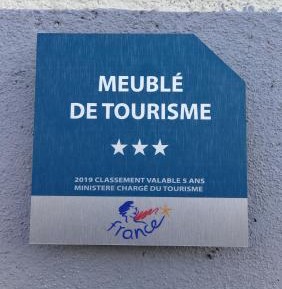 MEUBLÉ
DE TOURISME
★★★
2019 CLASSEMENT VALABLE 5 ANS
MINISTERE CHARGÉ DU TOURISME
france